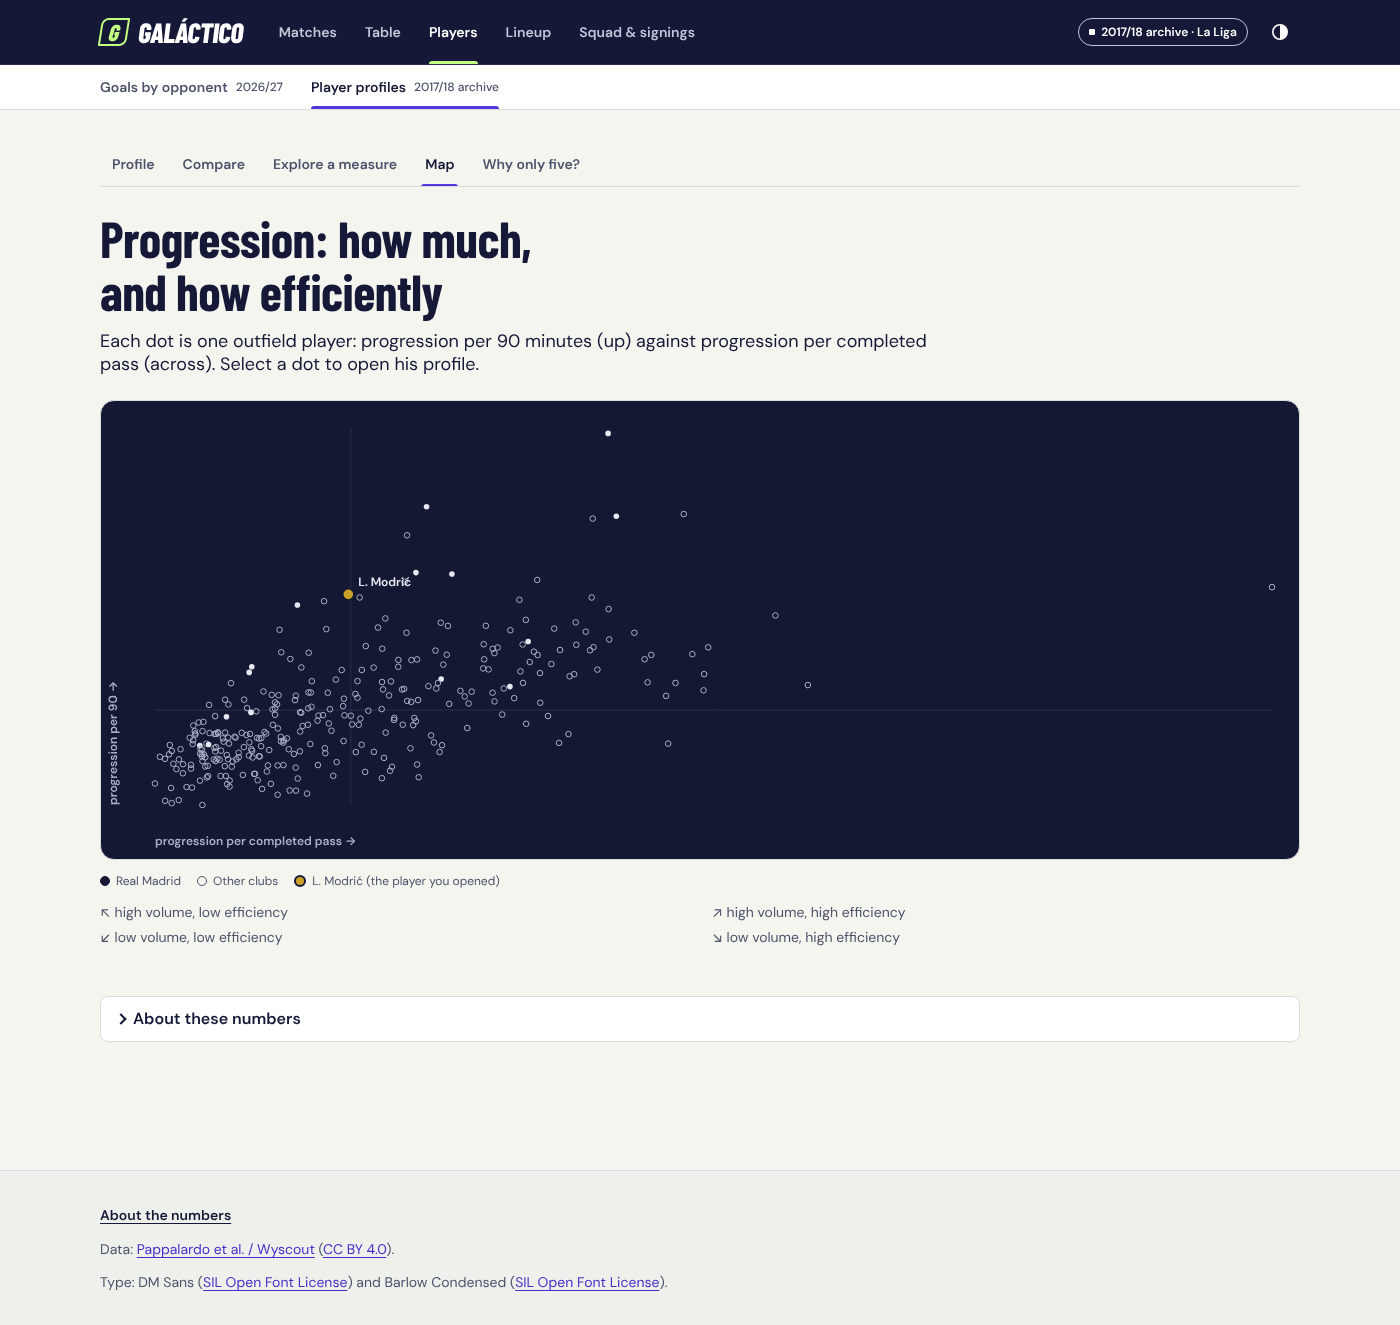 G GALÁCTICO Matches Table Players Lineup Squad & signings 2017/18 archive · La Liga
Goals by opponent 2026/27 Player profiles 2017/18 archive
Profile Compare Explore a measure Map Why only five?
Progression: how much,
and how efficiently
Each dot is one outfield player: progression per 90 minutes (up) against progression per completed
pass (across). Select a dot to open his profile.
L. Modrić
progression per 90 →
progression per completed pass →
Real Madrid Other clubs L. Modrić (the player you opened)
↖ high volume, low efficiency ↗ high volume, high efficiency
↙ low volume, low efficiency ↘ low volume, high efficiency
About these numbers
About the numbers
Data: Pappalardo et al. / Wyscout (CC BY 4.0).
Type: DM Sans (SIL Open Font License) and Barlow Condensed (SIL Open Font License).